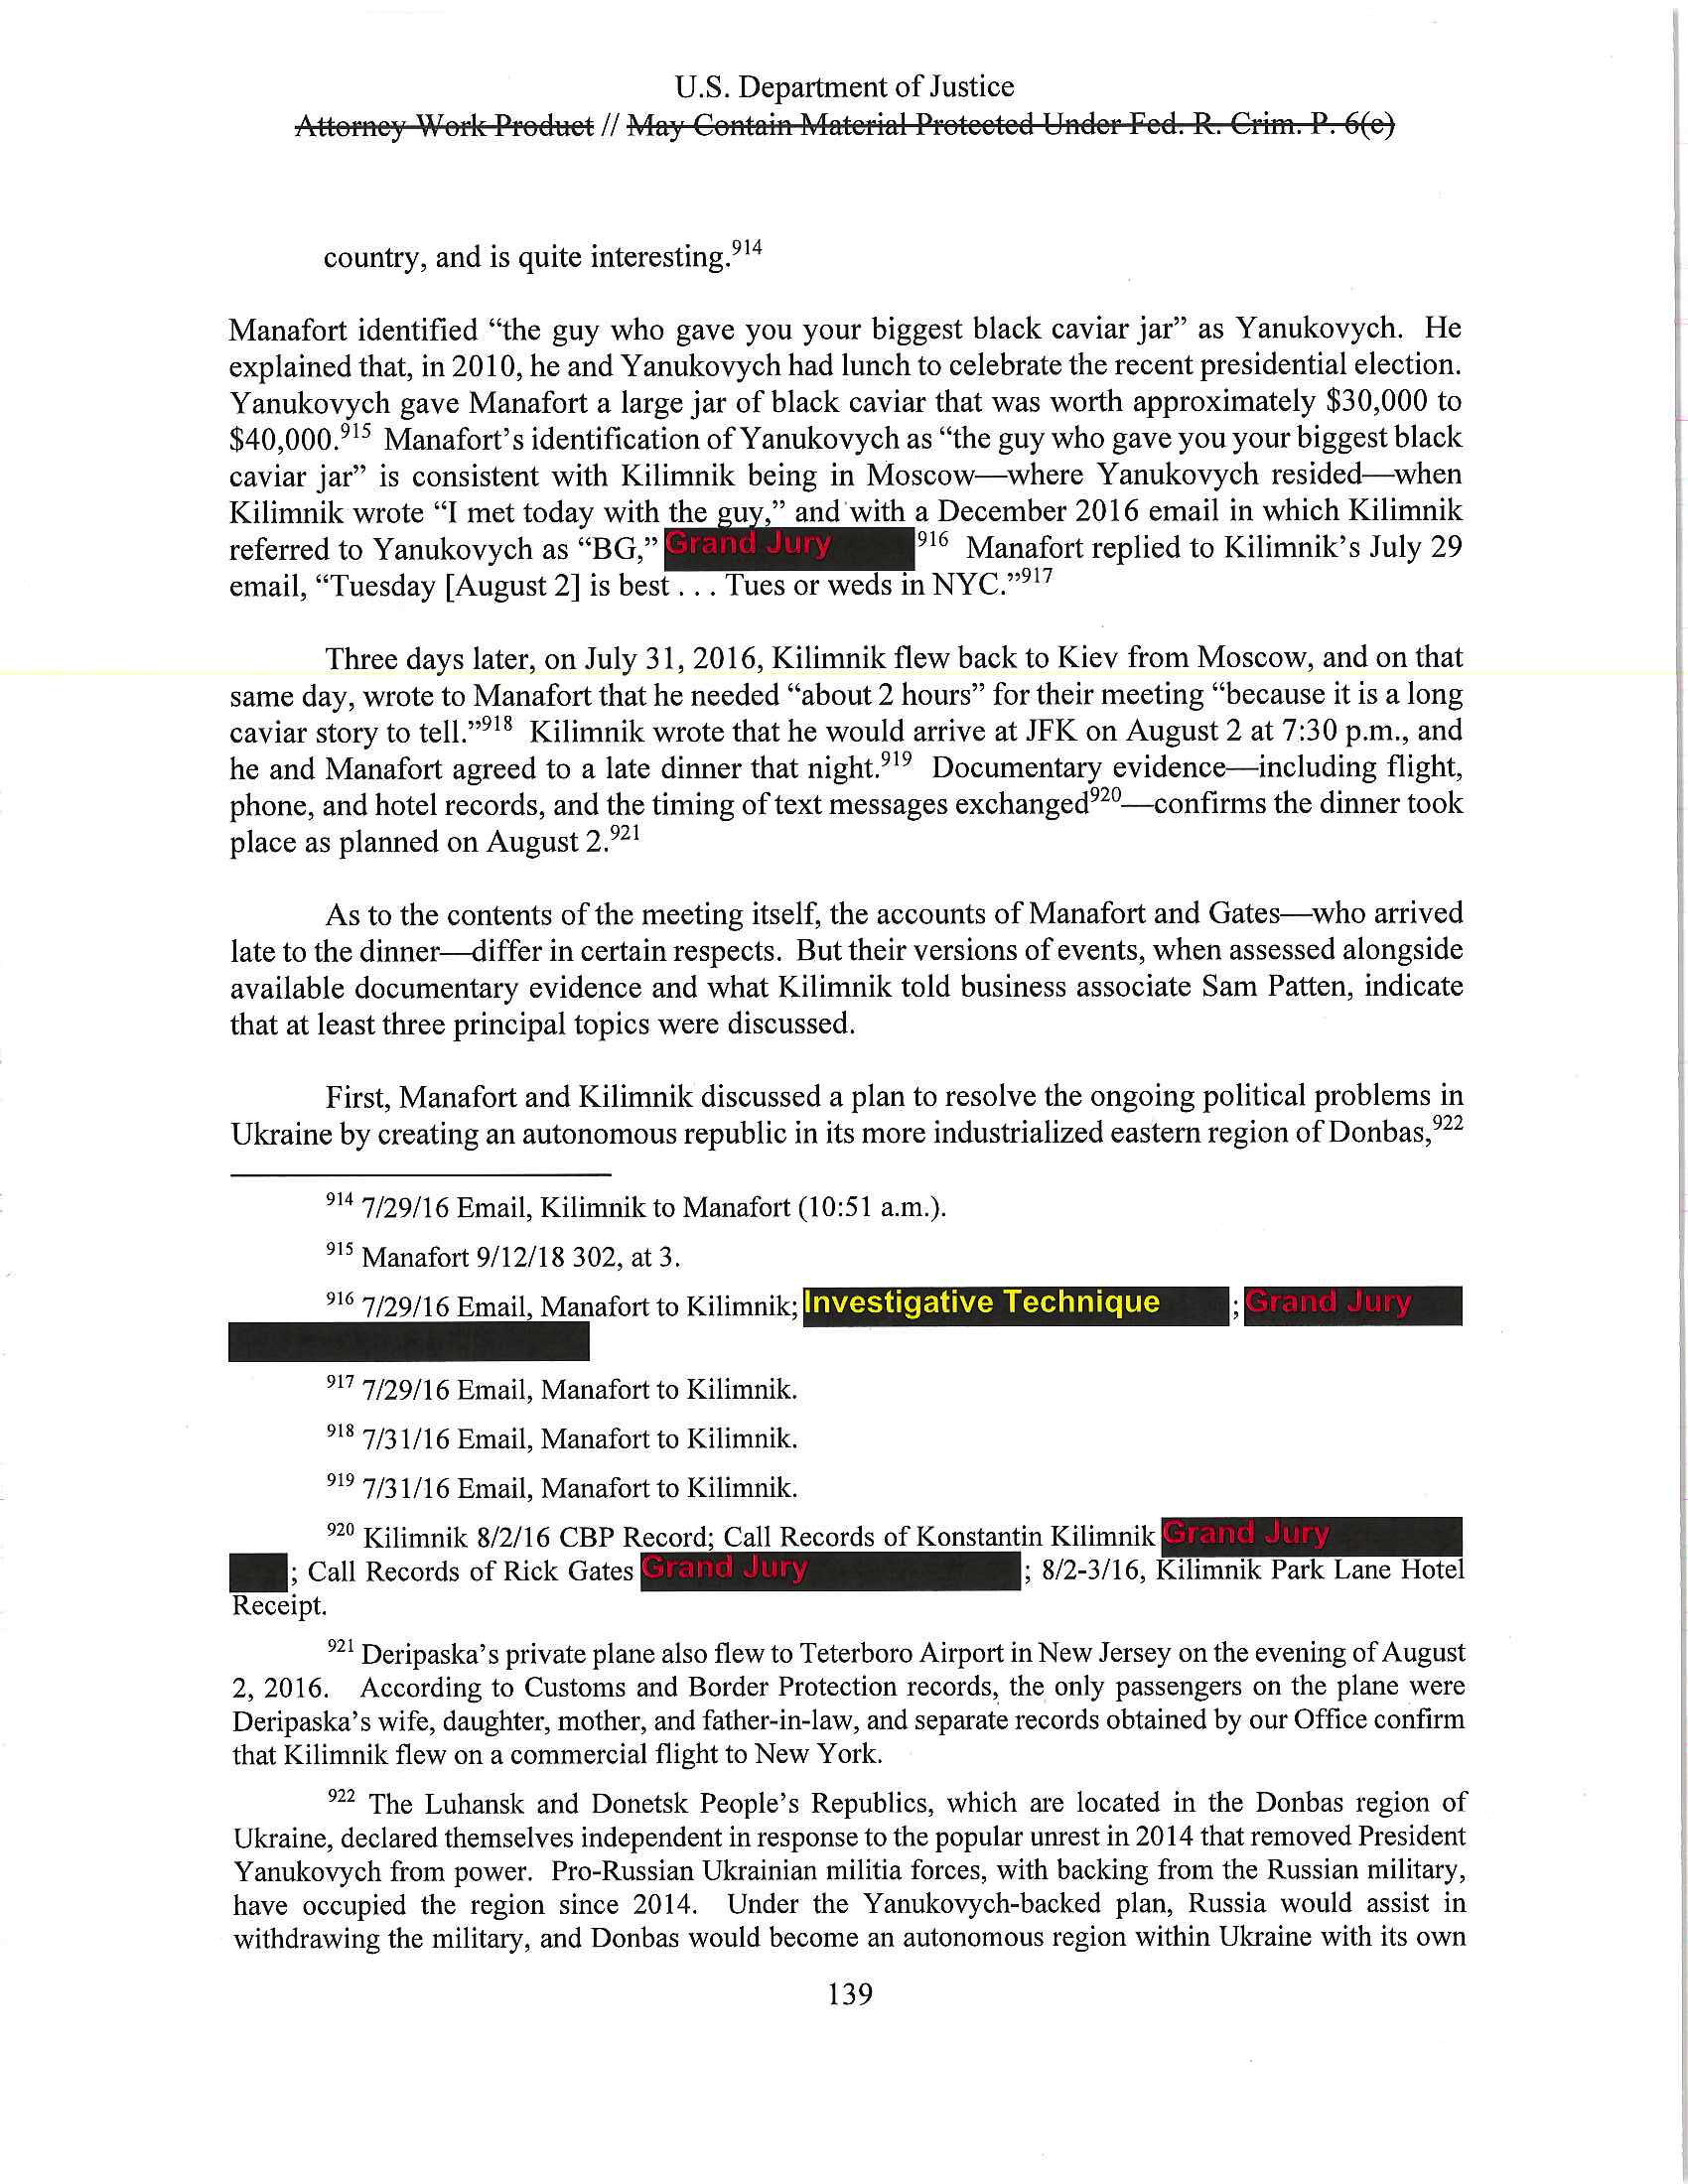 U.S. Department of Justice
Attorney Work Product // May Contain Material Protected Under Fed. R. Crim. P. 6(e)
country, and is quite interesting.914
Manafort identified “the guy who gave you your biggest black caviar jar” as Yanukovych. He
explained that, in 2010, he and Yanukovych had lunch to celebrate the recent presidential election.
Yanukovych gave Manafort a large jar of black caviar that was worth approximately $30,000 to
$40,000.915 Manafort’s identification of Yanukovych as “the guy who gave you your biggest black
caviar jar” is consistent with Kilimnik being in Moscow—where Yanukovych resided—when
Kilimnik wrote “I met today with the guy,” and with a December 2016 email in which Kilimnik
referred to Yanukovych as “BG,” Grand Jury 916 Manafort replied to Kilimnik’s July 29
email, “Tuesday [August 2] is best . . . Tues or weds in NYC.”917
Three days later, on July 31, 2016, Kilimnik flew back to Kiev from Moscow, and on that
same day, wrote to Manafort that he needed “about 2 hours” for their meeting “because it is a long
caviar story to tell.”918 Kilimnik wrote that he would arrive at JFK on August 2 at 7:30 p.m., and
he and Manafort agreed to a late dinner that night.919 Documentary evidence—including flight,
phone, and hotel records, and the timing of text messages exchanged920—confirms the dinner took
place as planned on August 2.921
As to the contents of the meeting itself, the accounts of Manafort and Gates—who arrived
late to the dinner—differ in certain respects. But their versions of events, when assessed alongside
available documentary evidence and what Kilimnik told business associate Sam Patten, indicate
that at least three principal topics were discussed.
First, Manafort and Kilimnik discussed a plan to resolve the ongoing political problems in
Ukraine by creating an autonomous republic in its more industrialized eastern region of Donbas,922
914 7/29/16 Email, Kilimnik to Manafort (10:51 a.m.).
915 Manafort 9/12/18 302, at 3.
916 7/29/16 Email, Manafort to Kilimnik; Investigative Technique ; Grand Jury
917 7/29/16 Email, Manafort to Kilimnik.
918 7/31/16 Email, Manafort to Kilimnik.
919 7/31/16 Email, Manafort to Kilimnik.
920 Kilimnik 8/2/16 CBP Record; Call Records of Konstantin Kilimnik Grand Jury
; Call Records of Rick Gates Grand Jury ; 8/2-3/16, Kilimnik Park Lane Hotel
Receipt.
921 Deripaska’s private plane also flew to Teterboro Airport in New Jersey on the evening of August
2, 2016. According to Customs and Border Protection records, the only passengers on the plane were
Deripaska’s wife, daughter, mother, and father-in-law, and separate records obtained by our Office confirm
that Kilimnik flew on a commercial flight to New York.
922 The Luhansk and Donetsk People’s Republics, which are located in the Donbas region of
Ukraine, declared themselves independent in response to the popular unrest in 2014 that removed President
Yanukovych from power. Pro-Russian Ukrainian militia forces, with backing from the Russian military,
have occupied the region since 2014. Under the Yanukovych-backed plan, Russia would assist in
withdrawing the military, and Donbas would become an autonomous region within Ukraine with its own
139